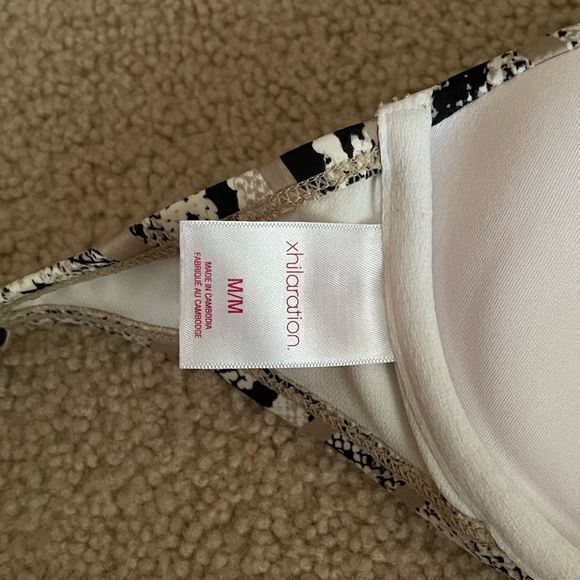 xhilaration.
M/M
MADE IN CAMBODIA
FABRIQUÉ AU CAMBODGE